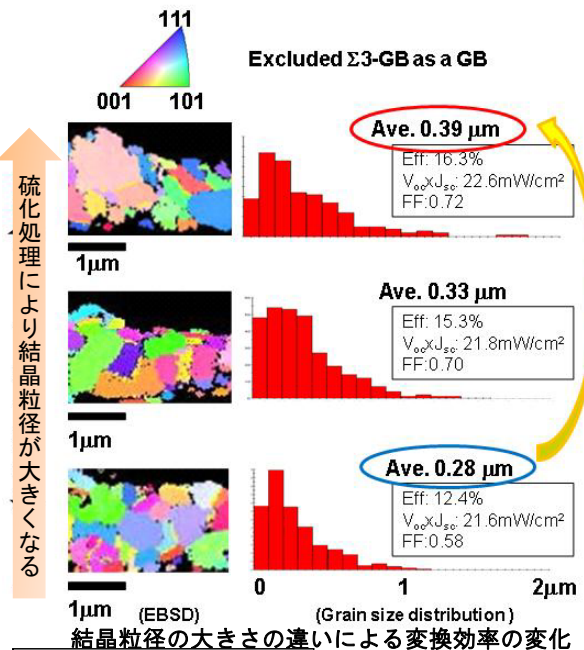 111
001
101
Excluded Σ3-GB as a GB
硫化処理により結晶粒径が大きくなる
Ave. 0.39 μm
Eff: 16.3%
VocxJsc: 22.6mW/cm²
FF:0.72
1μm
Ave. 0.33 μm
Eff: 15.3%
VocxJsc: 21.8mW/cm²
FF:0.70
1μm
Ave. 0.28 μm
Eff: 12.4%
VocxJsc: 21.6mW/cm²
FF:0.58
0 1 2μm
1μm
(EBSD)
(Grain size distribution)
結晶粒径の大きさの違いによる変換効率の変化